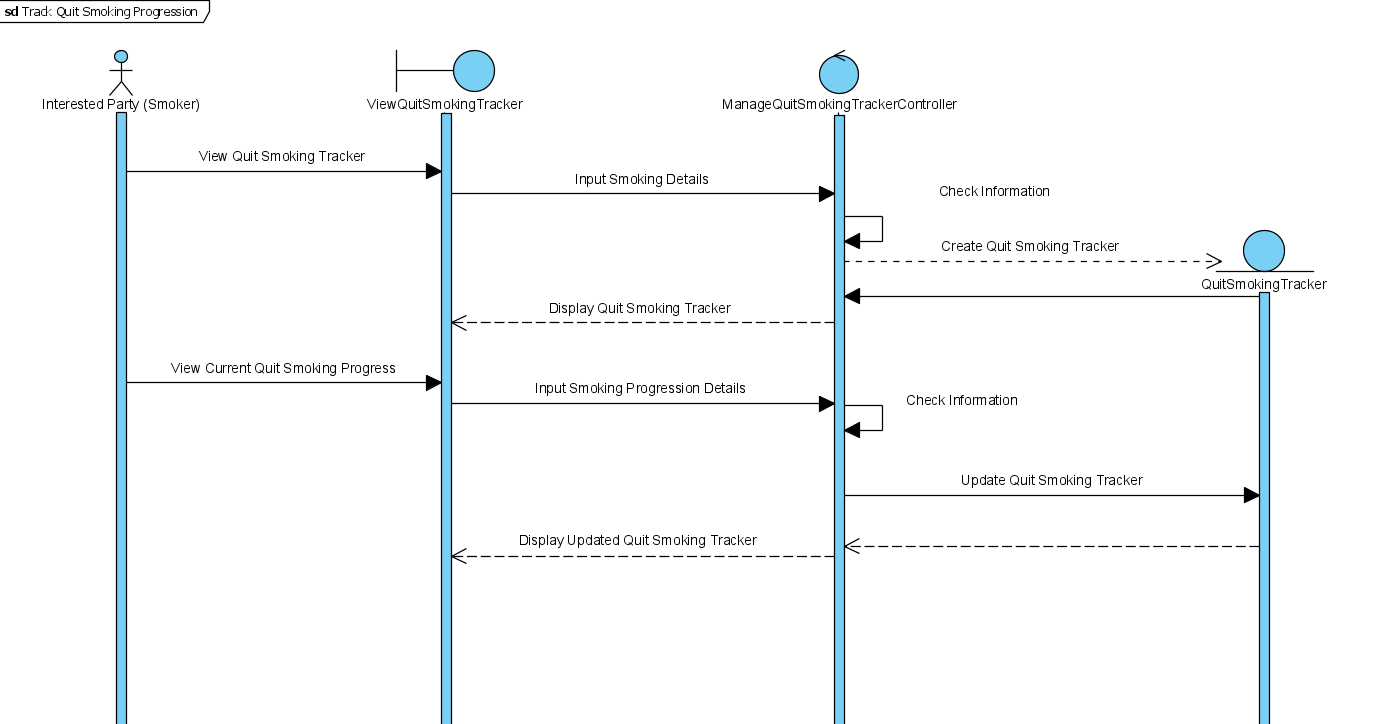 sd Track Quit Smoking Progression
Interested Party (Smoker)
ViewQuitSmokingTracker
ManageQuitSmokingTrackerController
View Quit Smoking Tracker
Input Smoking Details
Check Information
Create Quit Smoking Tracker
QuitSmokingTracker
Display Quit Smoking Tracker
View Current Quit Smoking Progress
Input Smoking Progression Details
Check Information
Update Quit Smoking Tracker
Display Updated Quit Smoking Tracker